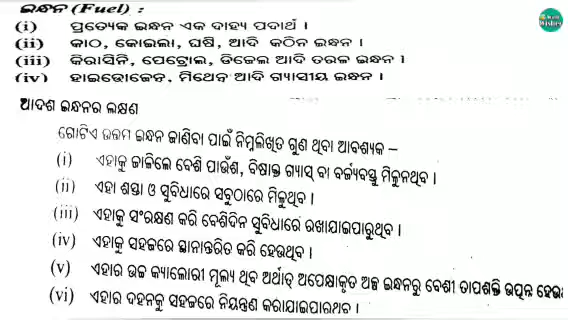 ଇନ୍ଧନ (Fuel) :
(i) ପ୍ରତ୍ୟେକ ଇନ୍ଧନ ଏକ ଦାହ୍ୟ ପଦାର୍ଥ ।
(ii) କାଠ, କୋଇଲା, ଘଷି, ଆଦି କଠିନ ଇନ୍ଧନ ।
(iii) କିରାସିନି, ପେଟ୍ରୋଲ, ଡିଜେଲ ଆଦି ତରଳ ଇନ୍ଧନ ।
(iv) ହାଇଡ୍ରୋଜେନ, ମିଥେନ ଆଦି ଗ୍ୟାସୀୟ ଇନ୍ଧନ ।
ଆଦର୍ଶ ଇନ୍ଧନର ଲକ୍ଷଣ
ଗୋଟିଏ ଉତ୍ତମ ଇନ୍ଧନ ଜାଣିବା ପାଇଁ ନିମ୍ନଲିଖିତ ଗୁଣ ଥିବା ଆବଶ୍ୟକ –
(i) ଏହାକୁ ଜାଳିଲେ ବେଶି ପାଉଁଶ, ବିଷାକ୍ତ ଗ୍ୟାସ୍ ବା ବର୍ଜ୍ୟବସ୍ତୁ ମିଳୁନଥିବ ।
(ii) ଏହା ଶସ୍ତା ଓ ସୁବିଧାରେ ସବୁଠାରେ ମିଳୁଥିବ ।
(iii) ଏହାକୁ ସଂରକ୍ଷଣ କରି ବେଶିଦିନ ସୁବିଧାରେ ରଖାଯାଇପାରୁଥିବ ।
(iv) ଏହାକୁ ସହଜରେ ସ୍ଥାନାନ୍ତରିତ କରି ହେଉଥିବ ।
(v) ଏହାର ଉଚ୍ଚ କ୍ୟାଲୋରୀ ମୂଲ୍ୟ ଥିବ ଅର୍ଥାତ୍ ଅପେକ୍ଷାକୃତ ଅଳ୍ପ ଇନ୍ଧନରୁ ବେଶୀ ତାପଶକ୍ତି ଉତ୍ପନ୍ନ
(vi) ଏହାର ଦହନକୁ ସହଜରେ ନିୟନ୍ତ୍ରଣ କରାଯାଇପାରୁଥିବ ।